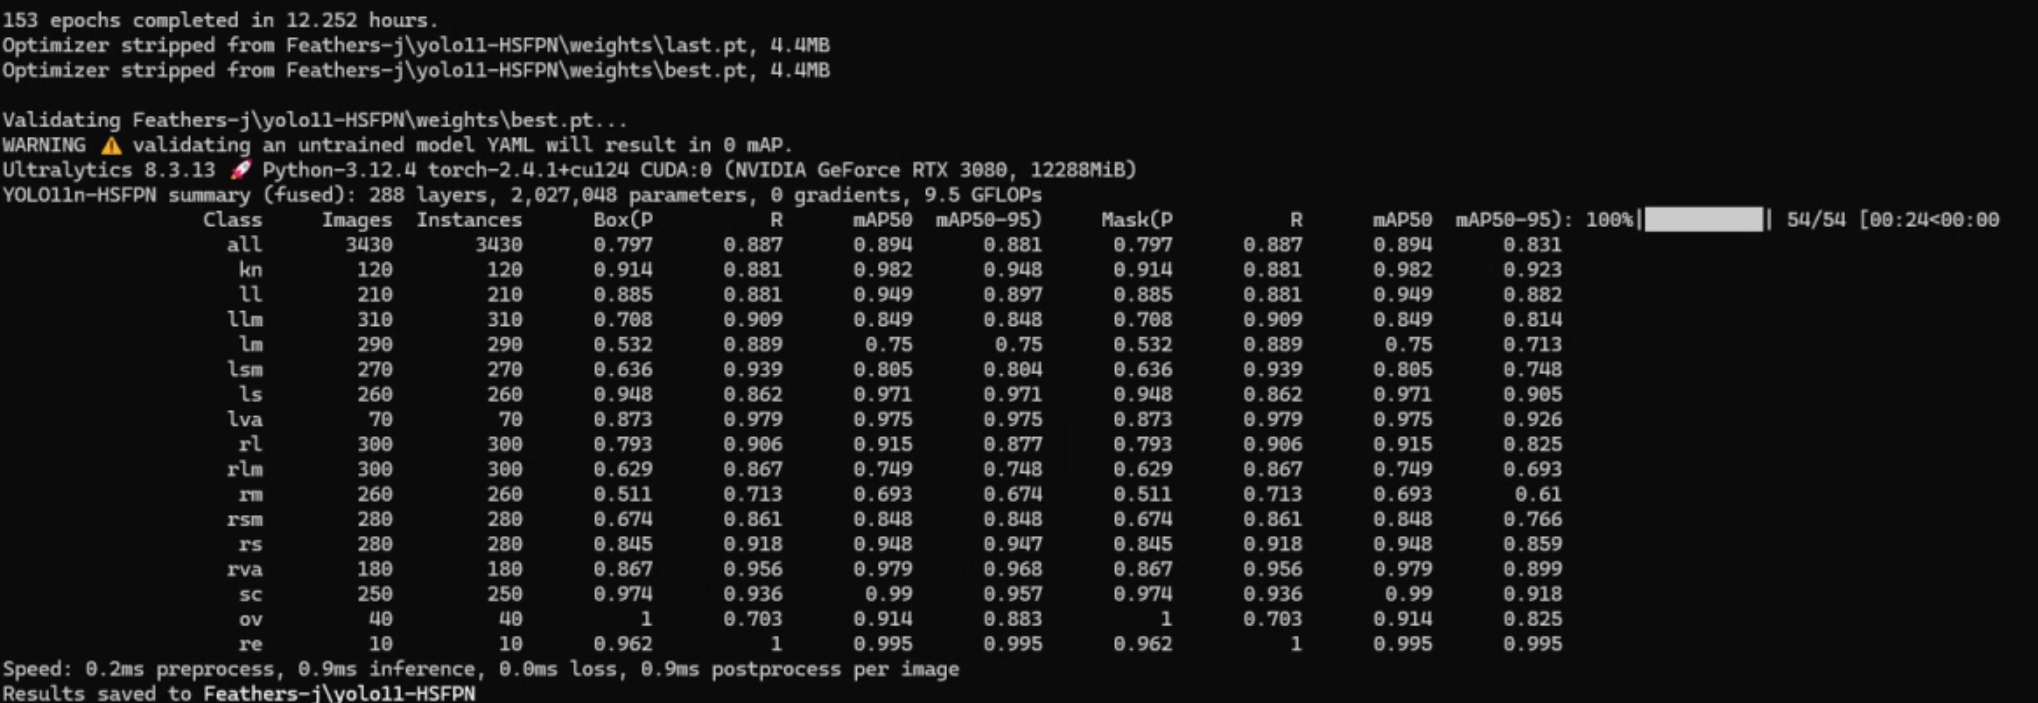 153 epochs completed in 12.252 hours.
Optimizer stripped from Feathers-j\yolo11-HSFPN\weights\last.pt, 4.4MB
Optimizer stripped from Feathers-j\yolo11-HSFPN\weights\best.pt, 4.4MB
Validating Feathers-j\yolo11-HSFPN\weights\best.pt...
WARNING ⚠️ validating an untrained model YAML will result in 0 mAP.
Ultralytics 8.3.13 🚀 Python-3.12.4 torch-2.4.1+cu124 CUDA:0 (NVIDIA GeForce RTX 3080, 12288MiB)
YOLO11n-HSFPN summary (fused): 288 layers, 2,027,048 parameters, 0 gradients, 9.5 GFLOPs
Class Images Instances Box(P R mAP50 mAP50-95) Mask(P R mAP50 mAP50-95): 100%|██████████| 54/54 [00:24<00:00
all 3430 3430 0.797 0.887 0.894 0.881 0.797 0.887 0.894 0.831
kn 120 120 0.914 0.881 0.982 0.948 0.914 0.881 0.982 0.923
ll 210 210 0.885 0.881 0.949 0.897 0.885 0.881 0.949 0.882
llm 310 310 0.708 0.909 0.849 0.848 0.708 0.909 0.849 0.814
lm 290 290 0.532 0.889 0.75 0.75 0.532 0.889 0.75 0.713
lsm 270 270 0.636 0.939 0.805 0.804 0.636 0.939 0.805 0.748
ls 260 260 0.948 0.862 0.971 0.971 0.948 0.862 0.971 0.905
lva 70 70 0.873 0.979 0.975 0.975 0.873 0.979 0.975 0.926
rl 300 300 0.793 0.906 0.915 0.877 0.793 0.906 0.915 0.825
rlm 300 300 0.629 0.867 0.749 0.748 0.629 0.867 0.749 0.693
rm 260 260 0.511 0.713 0.693 0.674 0.511 0.713 0.693 0.61
rsm 280 280 0.674 0.861 0.848 0.848 0.674 0.861 0.848 0.766
rs 280 280 0.845 0.918 0.948 0.947 0.845 0.918 0.948 0.859
rva 180 180 0.867 0.956 0.979 0.968 0.867 0.956 0.979 0.899
sc 250 250 0.974 0.936 0.99 0.957 0.974 0.936 0.99 0.918
ov 40 40 1 0.703 0.914 0.883 1 0.703 0.914 0.825
re 10 10 0.962 1 0.995 0.995 0.962 1 0.995 0.995
Speed: 0.2ms preprocess, 0.9ms inference, 0.0ms loss, 0.9ms postprocess per image
Results saved to Feathers-j\yolo11-HSFPN